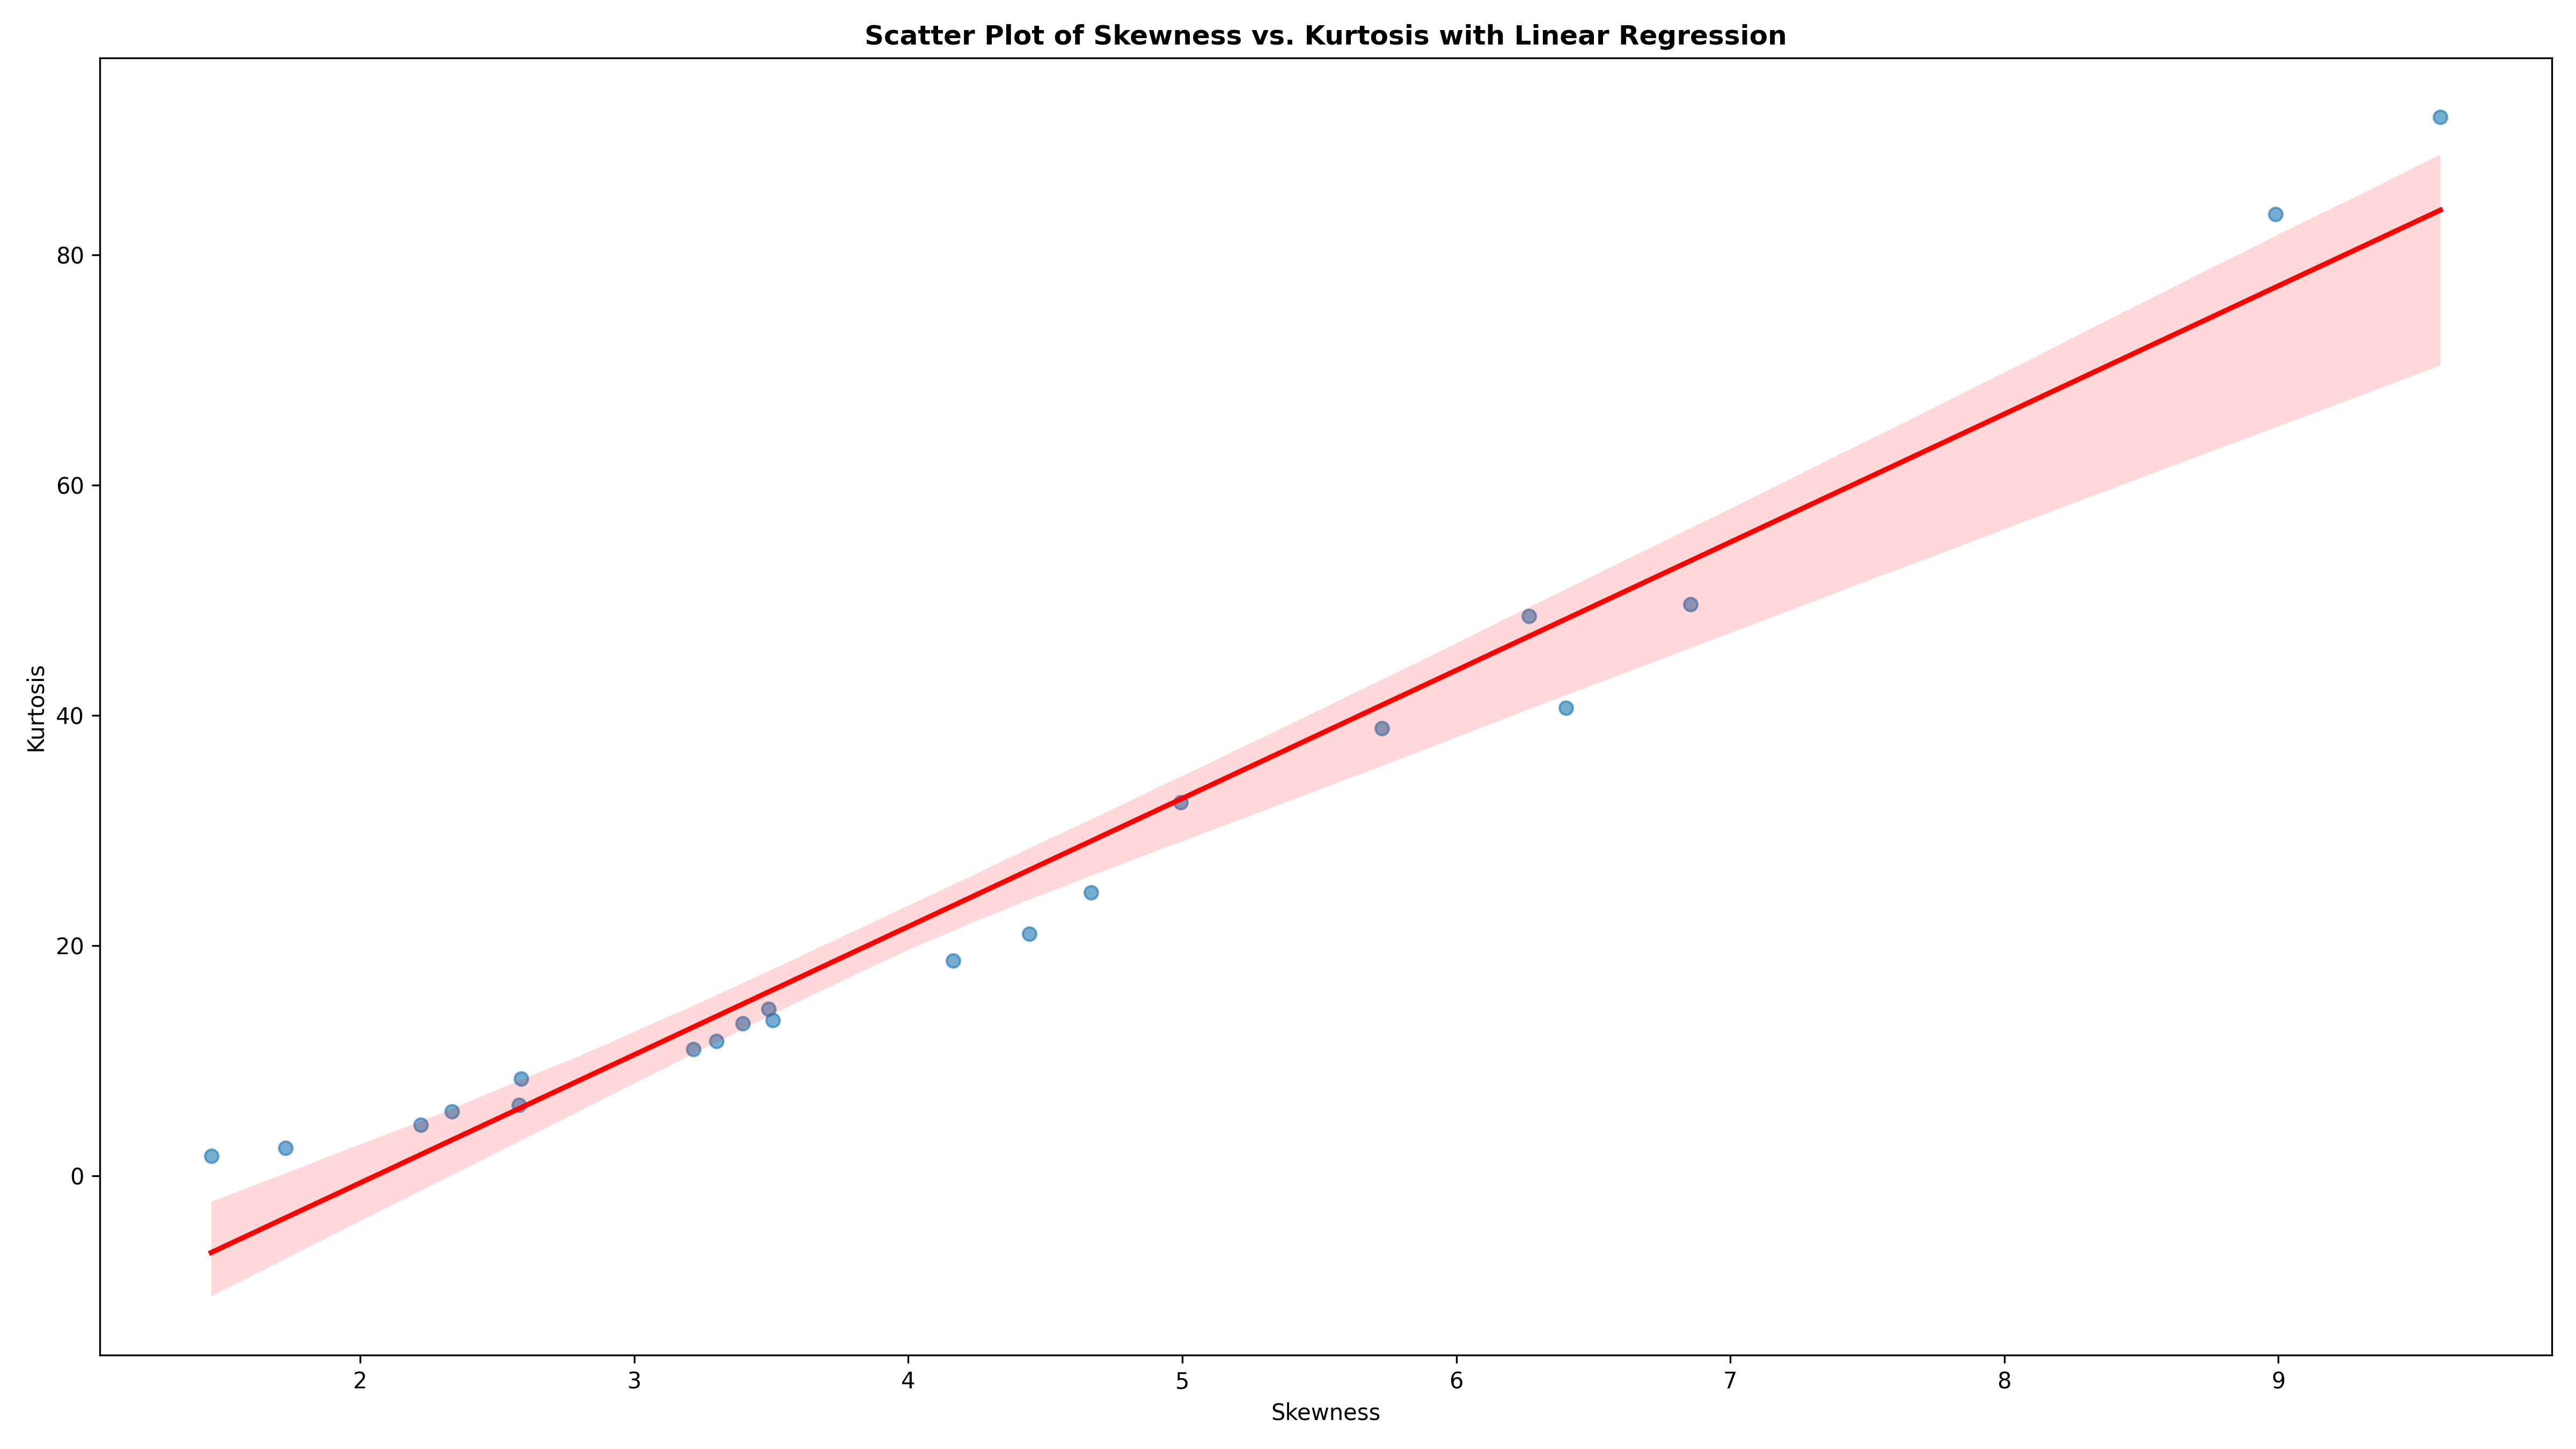 Scatter Plot of Skewness vs. Kurtosis with Linear Regression
80
60
40
20
0
Kurtosis
2 3 4 5 6 7 8 9
Skewness